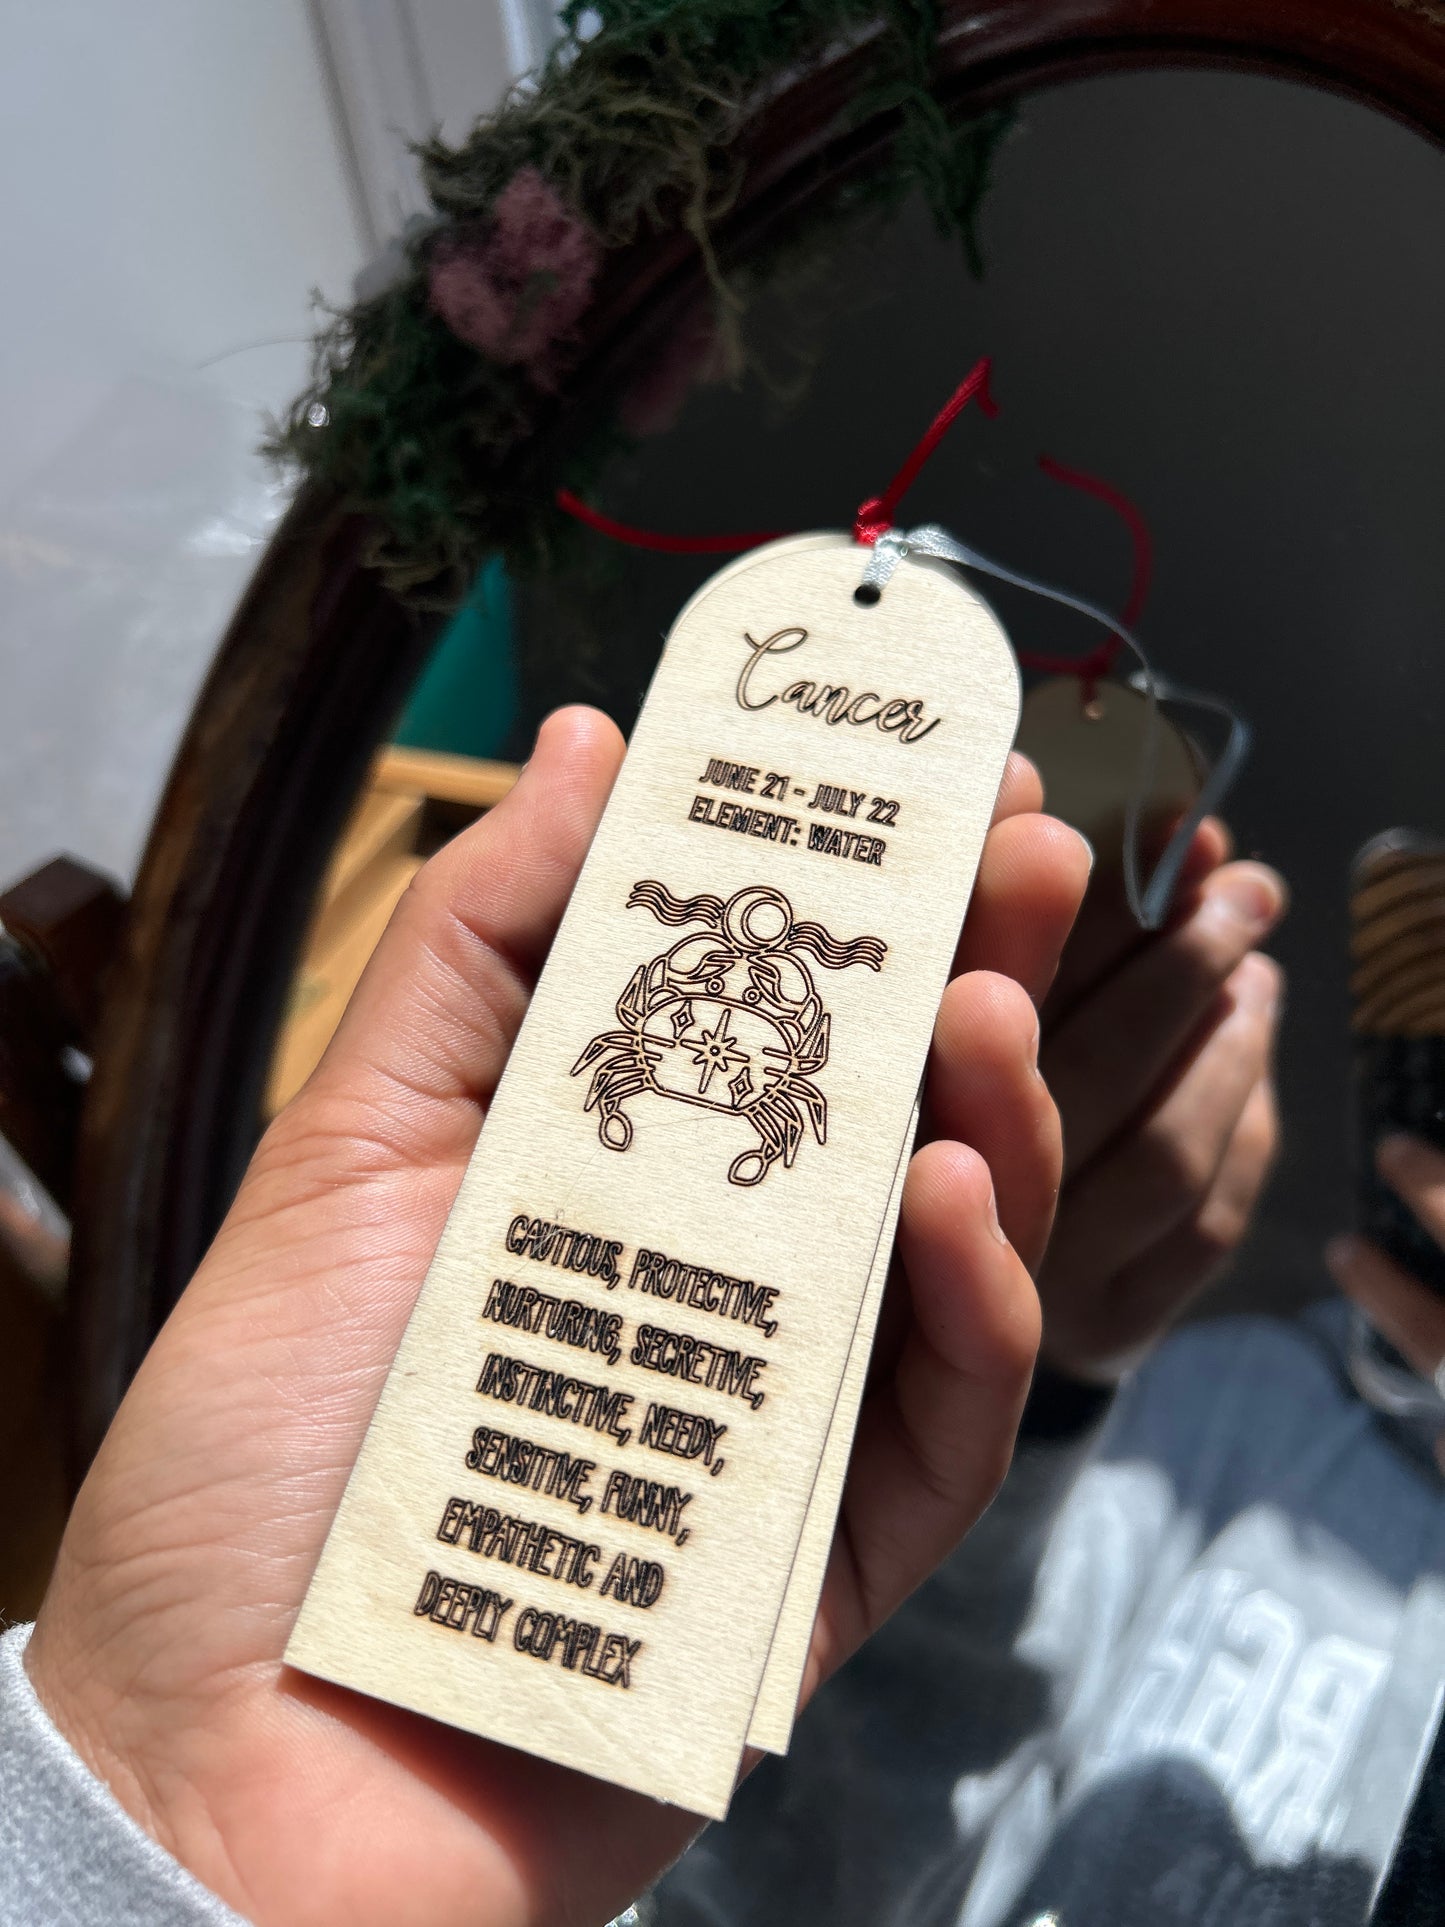 Cancer
JUNE 21 - JULY 22
ELEMENT: WATER
CAUTIOUS, PROTECTIVE,
NURTURING, SECRETIVE,
INSTINCTIVE, NEEDY,
SENSITIVE, FUNNY,
EMPATHETIC AND
DEEPLY COMPLEX